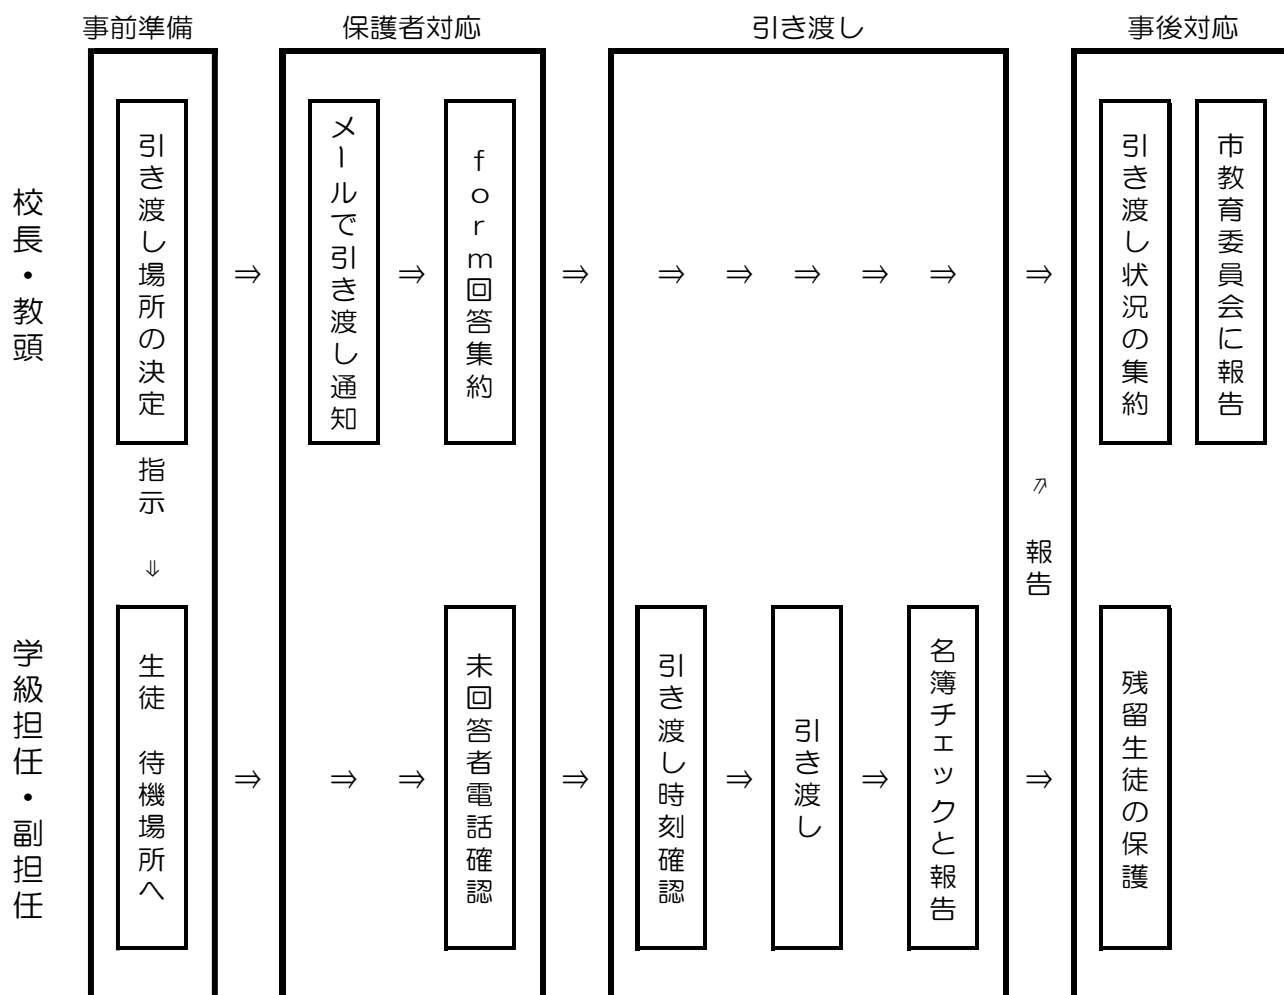 事前準備
保護者対応
引き渡し
事後対応
校長・教頭
引き渡し場所の決定
⇒
メールで引き渡し通知
⇒
form回答集約
⇒
⇒ ⇒ ⇒ ⇒ ⇒
⇒
引き渡し状況の集約
市教育委員会に報告
指示
⇓
⇗
報告
学級担任・副担任
生徒 待機場所へ
⇒
⇒ ⇒
未回答者電話確認
⇒
引き渡し時刻確認
⇒
引き渡し
⇒
名簿チェックと報告
⇒
残留生徒の保護